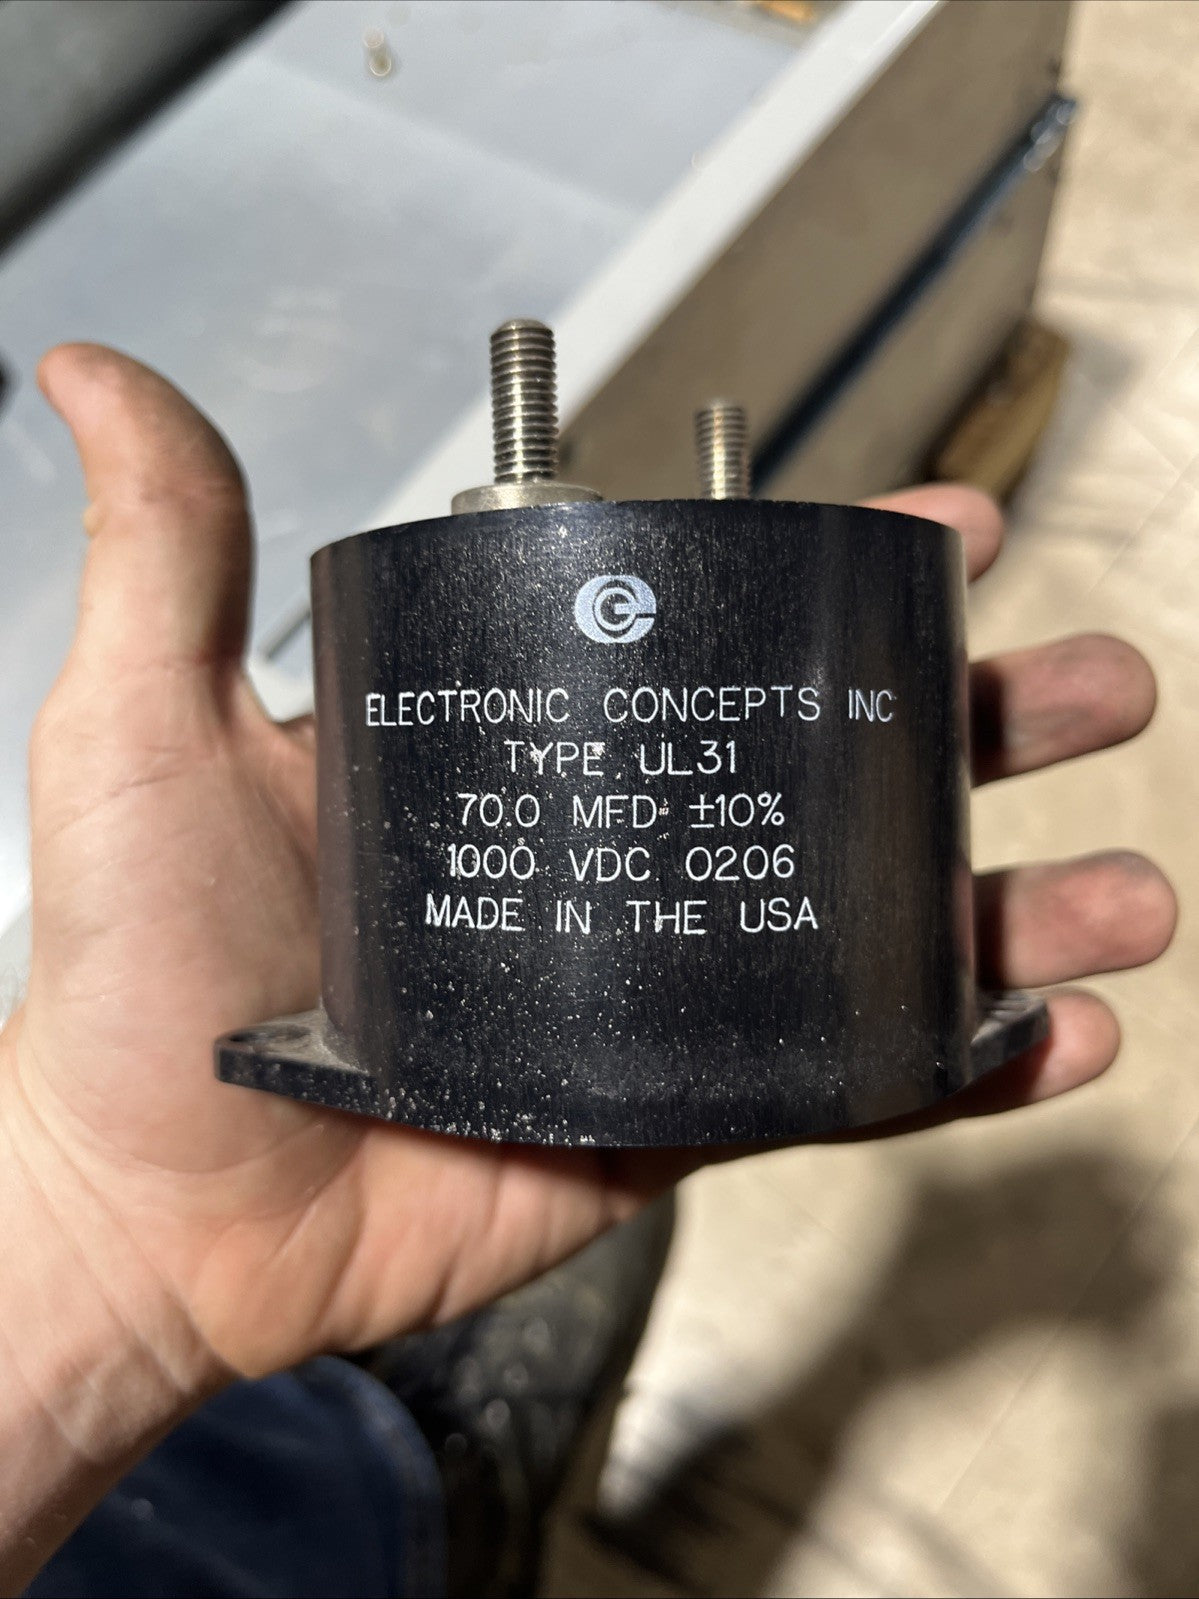 ELECTRONIC CONCEPTS INC
TYPE UL31
70.0 MFD ±10%
1000 VDC 0206
MADE IN THE USA